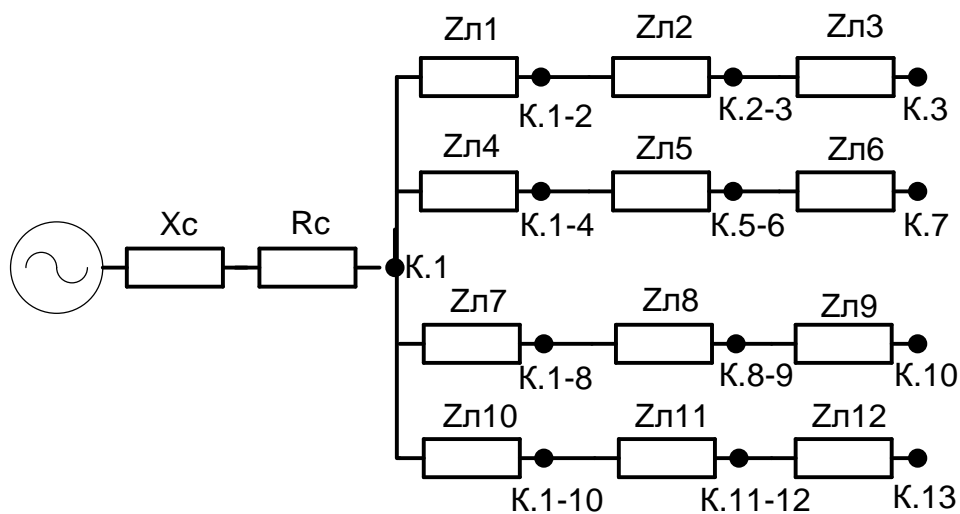 Zл1 Zл2 Zл3
К.1-2 К.2-3 К.3
Zл4 Zл5 Zл6
К.1-4 К.5-6 К.7
Xc Rc К.1
Zл7 Zл8 Zл9
К.1-8 К.8-9 К.10
Zл10 Zл11 Zл12
К.1-10 К.11-12 К.13